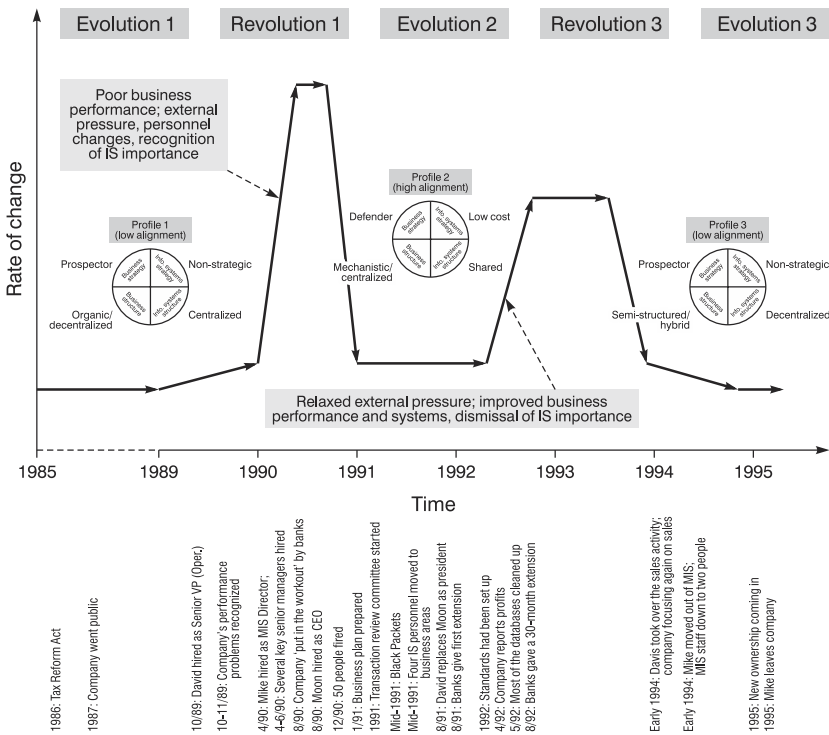 Evolution 1
Revolution 1
Evolution 2
Revolution 3
Evolution 3
Rate of change
Poor business
performance; external
pressure, personnel
changes, recognition
of IS importance
Profile 1
(low alignment)
Prospector
Non-strategic
Organic/
decentralized
Centralized
Business
strategy
Info. systems
strategy
Business
structure
Info. systems
structure
Profile 2
(high alignment)
Defender
Low cost
Mechanistic/
centralized
Shared
Business
strategy
Info. systems
strategy
Business
structure
Info. systems
structure
Profile 3
(low alignment)
Prospector
Non-strategic
Semi-structured/
hybrid
Decentralized
Business
strategy
Info. systems
strategy
Business
structure
Info. systems
structure
Relaxed external pressure; improved business
performance and systems, dismissal of IS importance
1985
1989
1990
1991
1992
1993
1994
1995
Time
1986: Tax Reform Act
1987: Company went public
10/89: David hired as Senior VP (Oper.)
10–11/89: Company's performance
problems recognized
4/90: Mike hired as MIS Director;
4–6/90: Several key senior managers hired
8/90: Company 'put in the workout' by banks
8/90: Moon hired as CEO
12/90: 50 people fired
1/91: Business plan prepared
1991: Transaction review committee started
Mid-1991: Black Packets
Mid-1991: Four IS personnel moved to
business areas
8/91: David replaces Moon as president
8/91: Banks give first extension
1992: Standards had been set up
4/92: Company reports profits
5/92: Most of the databases cleaned up
8/92: Banks gave a 30-month extension
Early 1994: Davis took over the sales activity;
company focusing again on sales
Early 1994: Mike moved out of MIS;
MIS staff down to two people
1995: New ownership coming in
1995: Mike leaves company